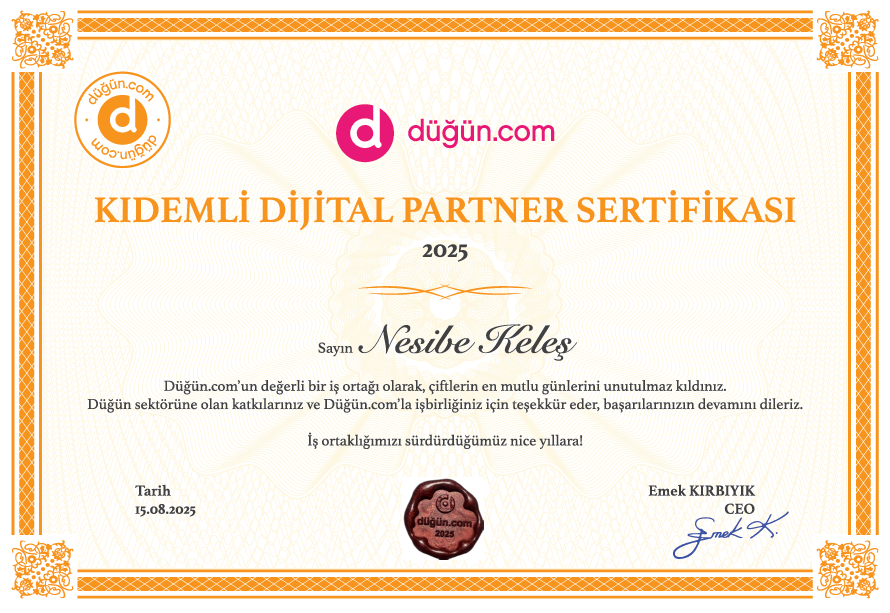 düğün.com
d
düğün.com
d düğün.com
KIDEMLİ DİJİTAL PARTNER SERTİFİKASI
2025
Sayın Nesibe Keleş
Düğün.com’un değerli bir iş ortağı olarak, çiftlerin en mutlu günlerini unutulmaz kıldınız.
Düğün sektörüne olan katkılarınız ve Düğün.com’la işbirliğiniz için teşekkür eder, başarılarınızın devamını dileriz.
İş ortaklığımızı sürdürdüğümüz nice yıllara!
Tarih
15.08.2025
d
düğün.com
2025
Emek KIRBIYIK
CEO
Emek K.